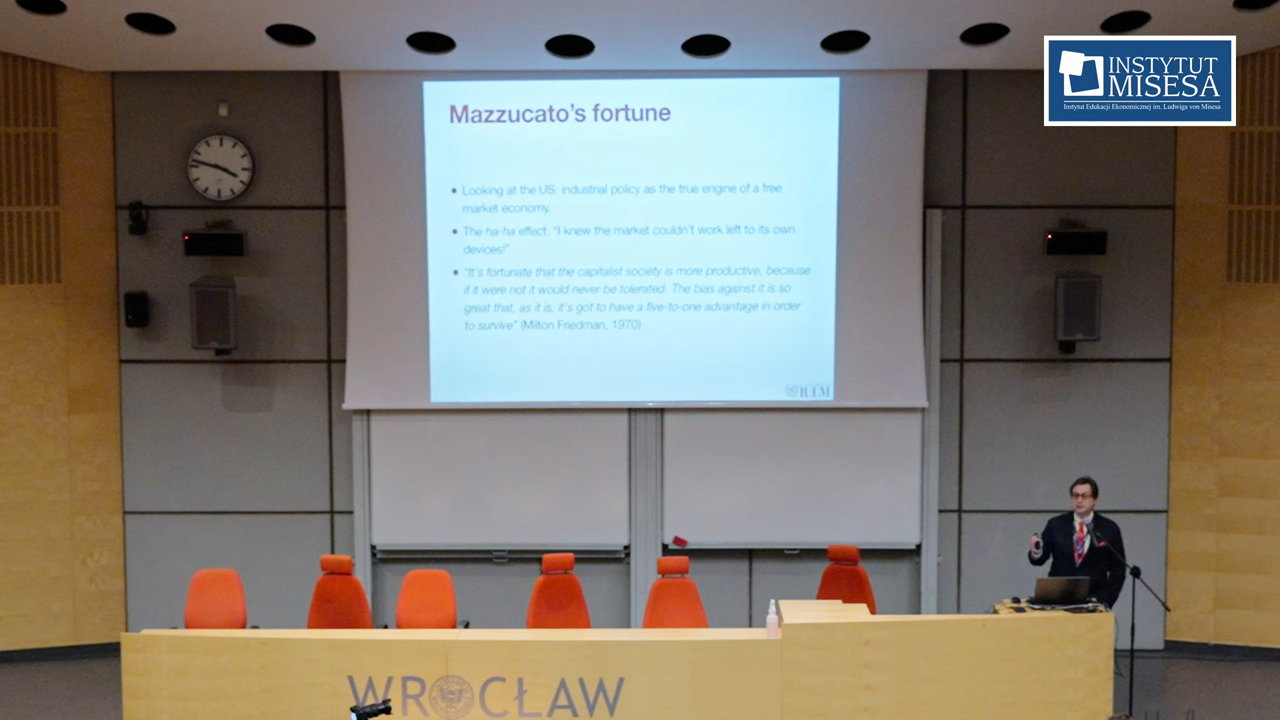 INSTYTUT
MISESA
Instytut Edukacji Ekonomicznej im. Ludwiga von Misesa
Mazzucato's fortune
• Looking at the US: industrial policy as the true engine of a free
market economy.
• The ha-ha effect. "I knew the market couldn't work left to its own
devices!"
• "It's fortunate that the capitalist society is more productive, because
if it were not it would never be tolerated. The bias against it is so
great that, as it is, it's got to have a five-to-one advantage in order
to survive" (Milton Friedman, 1970)
IULM
WROCŁAW